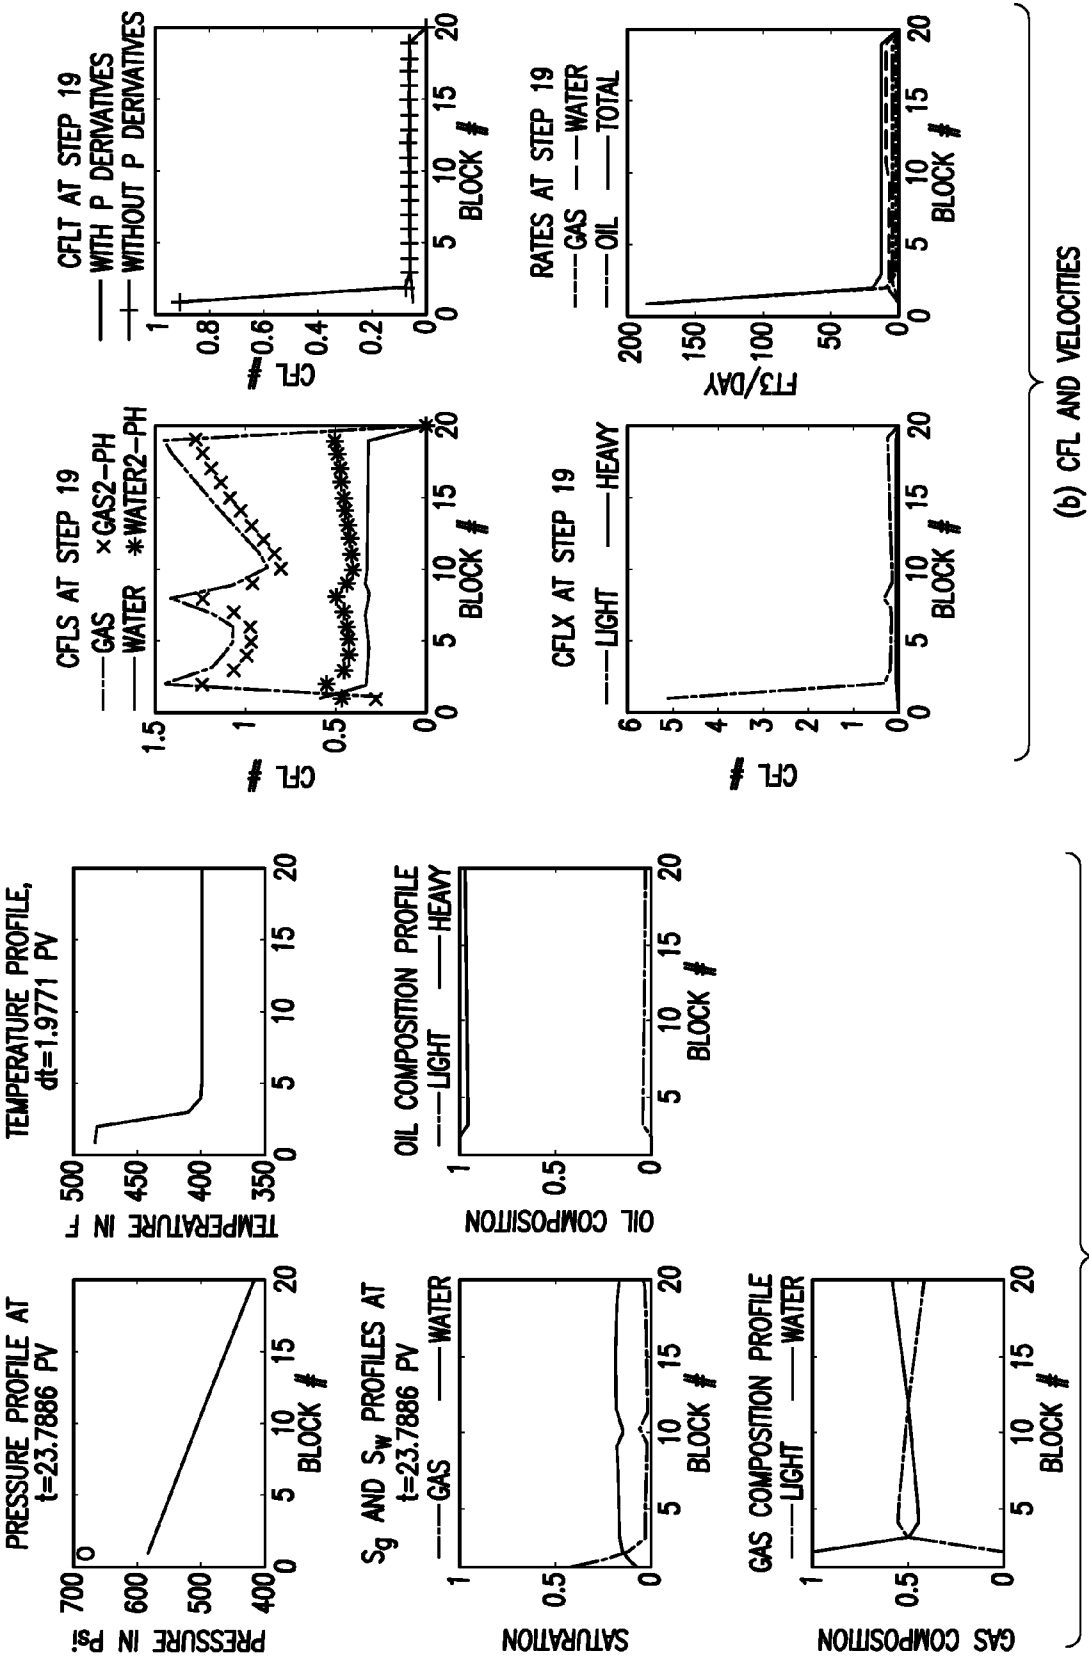 PRESSURE PROFILE AT
t=23.7886 PV
PRESSURE IN Psi
700
600
500
400
O
0 5 10 15 20
BLOCK #
TEMPERATURE PROFILE,
dt=1.9771 PV
TEMPERATURE IN F
500
450
400
350
0 5 10 15 20
BLOCK #
Sg AND Sw PROFILES AT
t=23.7886 PV
GAS WATER
SATURATION
1
0.5
0
5 10 15 20
BLOCK #
OIL COMPOSITION PROFILE
LIGHT HEAVY
OIL COMPOSITON
1
0.5
0
5 10 15 20
BLOCK #
GAS COMPOSITION PROFILE
LIGHT WATER
GAS COMPOSITION
1
0.5
0
5 10 15 20
BLOCK #
CFLS AT STEP 19
GAS ×GAS2-PH
WATER *WATER2-PH
CFL #
1.5
1
0.5
0
0 5 10 15 20
BLOCK #
CFLT AT STEP 19
WITH P DERIVATIVES
WITHOUT P DERIVATIVES
CFL #
1
0.8
0.6
0.4
0.2
0
0 5 10 15 20
BLOCK #
CFLX AT STEP 19
LIGHT HEAVY
CFL #
6
5
4
3
2
1
0
0 5 10 15 20
BLOCK #
RATES AT STEP 19
GAS WATER
OIL TOTAL
FT3/DAY
200
150
100
50
0
0 5 10 15 20
BLOCK #
(b) CFL AND VELOCITIES